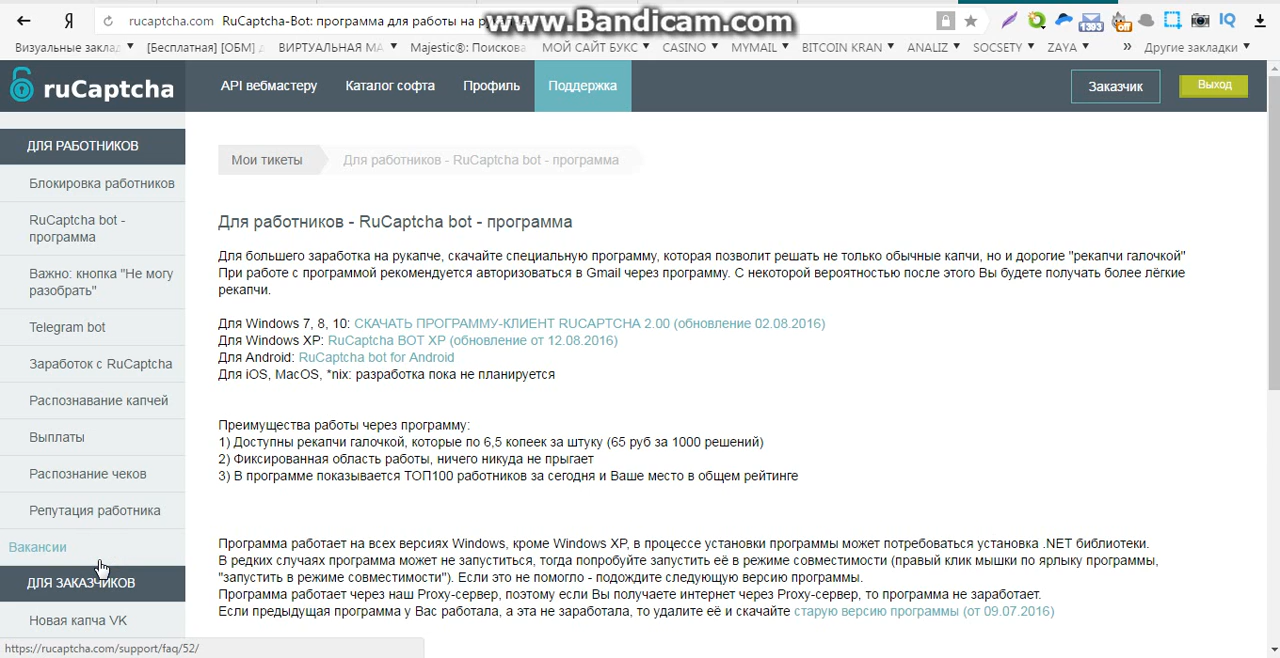 rucaptcha.com RuCaptcha-Bot: программа для работы на
www.Bandicam.com
Визуальные заклад
[Бесплатная] [ОБМ]
ВИРТУАЛЬНАЯ МА
Majestic®: Поискова
МОЙ САЙТ БУКС
CASINO
MYMAIL
BITCOIN KRAN
ANALIZ
SOCSETY
ZAYA
» Другие закладки
ruCaptcha
API вебмастеру
Каталог софта
Профиль
Поддержка
Заказчик
Выход
ДЛЯ РАБОТНИКОВ
Блокировка работников
RuCaptcha bot -
программа
Важно: кнопка "Не могу
разобрать"
Telegram bot
Заработок с RuCaptcha
Распознавание капчей
Выплаты
Распознание чеков
Репутация работника
Вакансии
ДЛЯ ЗАКАЗЧИКОВ
Новая капча VK
https://rucaptcha.com/support/faq/52/
Мои тикеты
Для работников - RuCaptcha bot - программа
Для работников - RuCaptcha bot - программа
Для большего заработка на рукапче, скачайте специальную программу, которая позволит решать не только обычные капчи, но и дорогие "рекапчи галочкой"
При работе с программой рекомендуется авторизоваться в Gmail через программу. С некоторой вероятностью после этого Вы будете получать более лёгкие
рекапчи.
Для Windows 7, 8, 10: СКАЧАТЬ ПРОГРАММУ-КЛИЕНТ RUCAPTCHA 2.00 (обновление 02.08.2016)
Для Windows XP: RuCaptcha BOT XP (обновление от 12.08.2016)
Для Android: RuCaptcha bot for Android
Для iOS, MacOS, *nix: разработка пока не планируется
Преимущества работы через программу:
1) Доступны рекапчи галочкой, которые по 6,5 копеек за штуку (65 руб за 1000 решений)
2) Фиксированная область работы, ничего никуда не прыгает
3) В программе показывается ТОП100 работников за сегодня и Ваше место в общем рейтинге
Программа работает на всех версиях Windows, кроме Windows XP, в процессе установки программы может потребоваться установка .NET библиотеки.
В редких случаях программа может не запуститься, тогда попробуйте запустить её в режиме совместимости (правый клик мышки по ярлыку программы,
"запустить в режиме совместимости"). Если это не помогло - подождите следующую версию программы.
Программа работает через наш Proxy-сервер, поэтому если Вы получаете интернет через Proxy-сервер, то программа не заработает.
Если предыдущая программа у Вас работала, а эта не заработала, то удалите её и скачайте старую версию программы (от 09.07.2016)